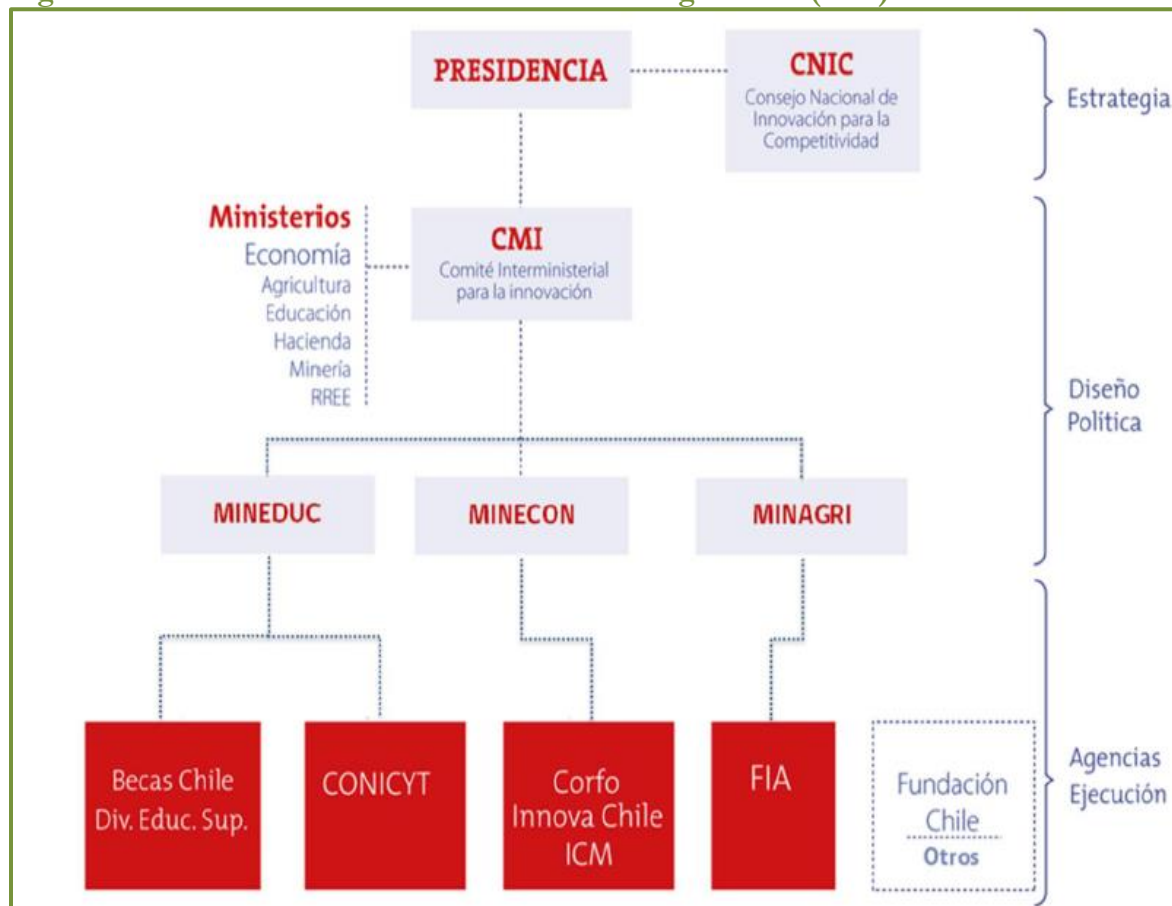 PRESIDENCIA
CNIC
Consejo Nacional de
Innovación para la
Competitividad
Estrategia
Ministerios
Economía
Agricultura
Educación
Hacienda
Minería
RREE
CMI
Comité Interministerial
para la innovación
Diseño
Política
MINEDUC
MINECON
MINAGRI
Becas Chile
Div. Educ. Sup.
CONICYT
Corfo
Innova Chile
ICM
FIA
Fundación
Chile
Otros
Agencias
Ejecución